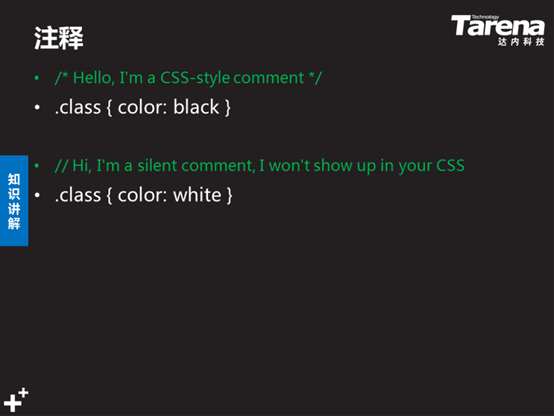 注释
Technology
Tarena
达内科技
• /* Hello, I'm a CSS-style comment */
• .class { color: black }
• // Hi, I'm a silent comment, I won't show up in your CSS
• .class { color: white }
知识讲解